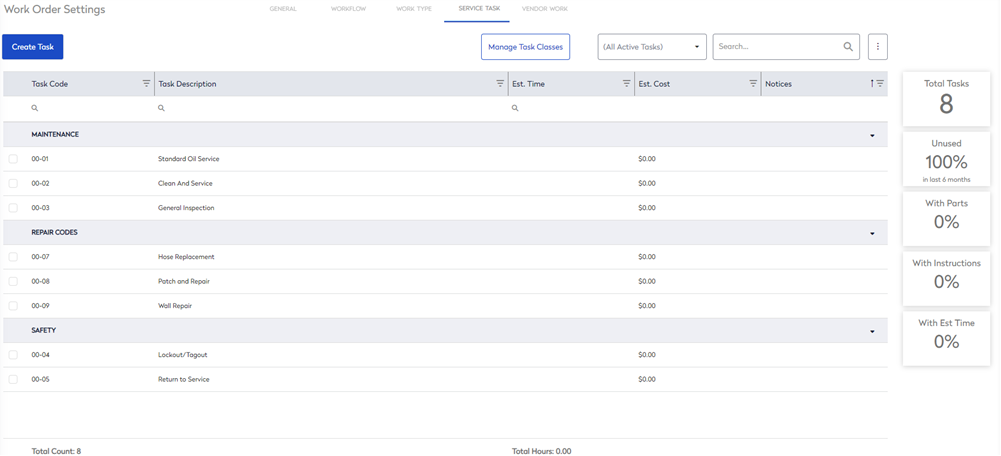 Work Order Settings
GENERAL WORKFLOW WORK TYPE SERVICE TASK VENDOR WORK
Create Task Manage Task Classes (All Active Tasks) Search...
Task Code Task Description Est. Time Est. Cost Notices
MAINTENANCE
00-01 Standard Oil Service $0.00
00-02 Clean And Service $0.00
00-03 General Inspection $0.00
REPAIR CODES
00-07 Hose Replacement $0.00
00-08 Patch and Repair $0.00
00-09 Wall Repair $0.00
SAFETY
00-04 Lockout/Tagout $0.00
00-05 Return to Service $0.00
Total Count: 8 Total Hours: 0.00
Total Tasks
8
Unused
100%
in last 6 months
With Parts
0%
With Instructions
0%
With Est Time
0%